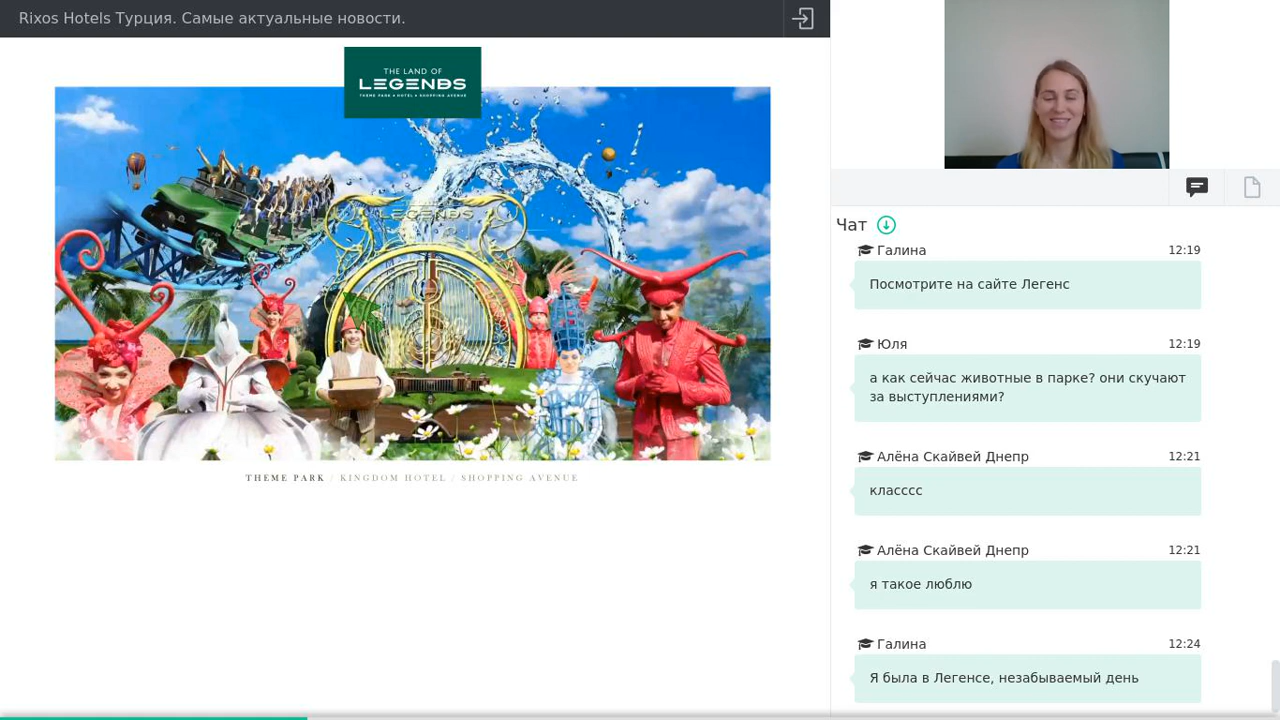 Rixos Hotels Турция. Самые актуальные новости.
THE LAND OF
LEGENDS
THEME PARK • HOTEL • SHOPPING AVENUE
LEGENDS
THEME PARK / KINGDOM HOTEL / SHOPPING AVENUE
Чат
Галина 12:19
Посмотрите на сайте Легенс
Юля 12:19
а как сейчас животные в парке? они скучают
за выступлениями?
Алёна Скайвей Днепр 12:21
класссс
Алёна Скайвей Днепр 12:21
я такое люблю
Галина 12:24
Я была в Легенсе, незабываемый день